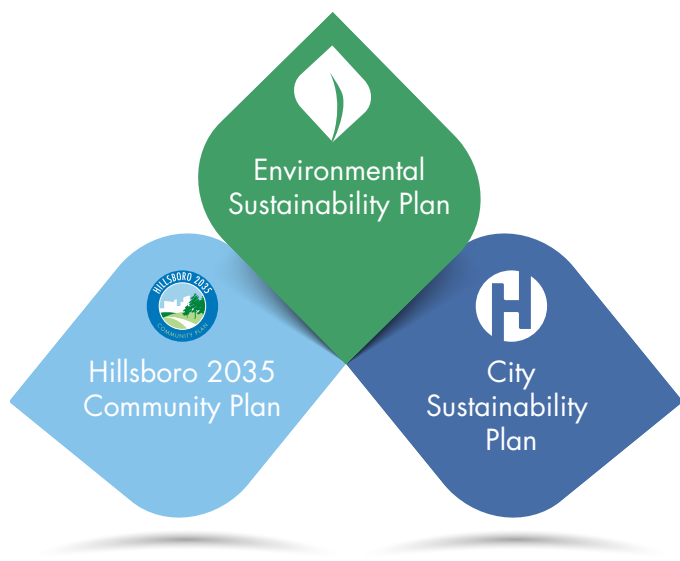 Environmental
Sustainability Plan
HILLSBORO 2035
COMMUNITY PLAN
Hillsboro 2035
Community Plan
H
City
Sustainability
Plan